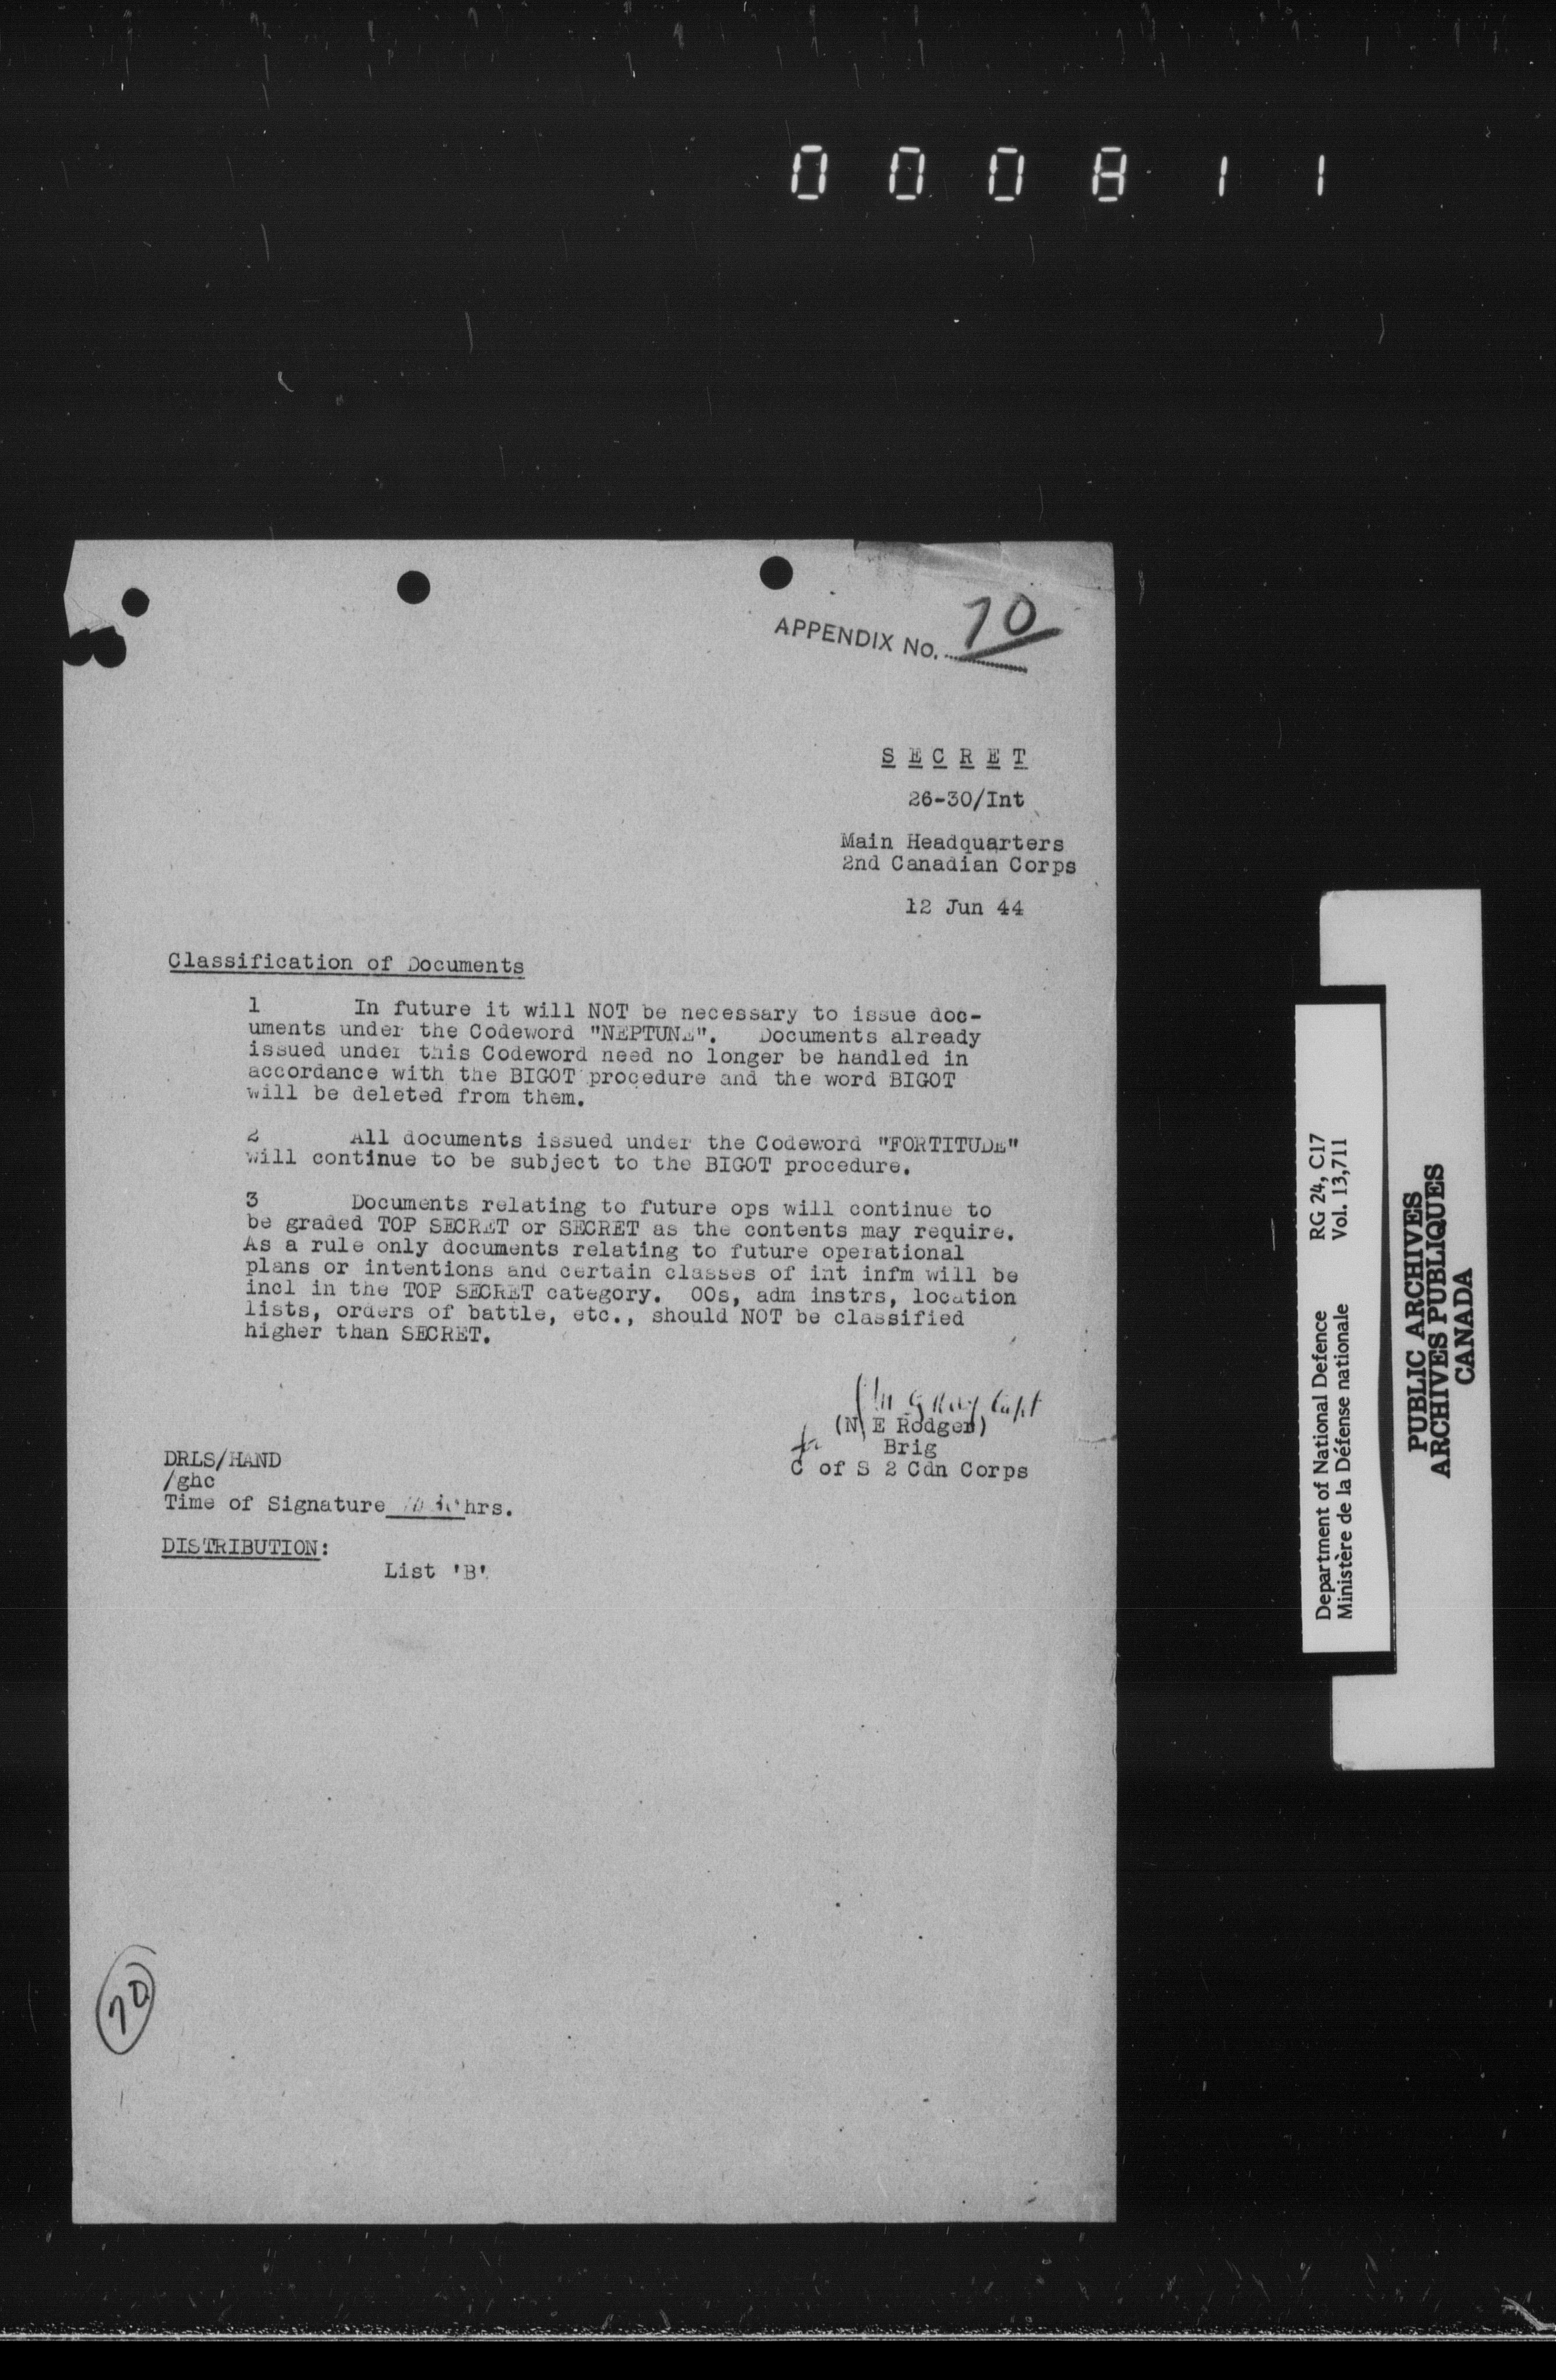 000811
APPENDIX No. 70
SECRET
26-30/Int
Main Headquarters
2nd Canadian Corps
12 Jun 44
Classification of Documents
1 In future it will NOT be necessary to issue doc-
uments under the Codeword "NEPTUNE". Documents already
issued under this Codeword need no longer be handled in
accordance with the BIGOT procedure and the word BIGOT
will be deleted from them.
2 All documents issued under the Codeword "FORTITUDE"
will continue to be subject to the BIGOT procedure.
3 Documents relating to future ops will continue to
be graded TOP SECRET or SECRET as the contents may require.
As a rule only documents relating to future operational
plans or intentions and certain classes of int infm will be
incl in the TOP SECRET category. OOs, adm instrs, location
lists, orders of battle, etc., should NOT be classified
higher than SECRET.
Capt
(N E Rodger)
for Brig
C of S 2 Cdn Corps
DRLS/HAND
/ghc
Time of Signature hrs.
DISTRIBUTION:
List 'B'
70
Department of National Defence RG 24, C17
Ministère de la Défense nationale Vol. 13,711
PUBLIC ARCHIVES
ARCHIVES PUBLIQUES
CANADA